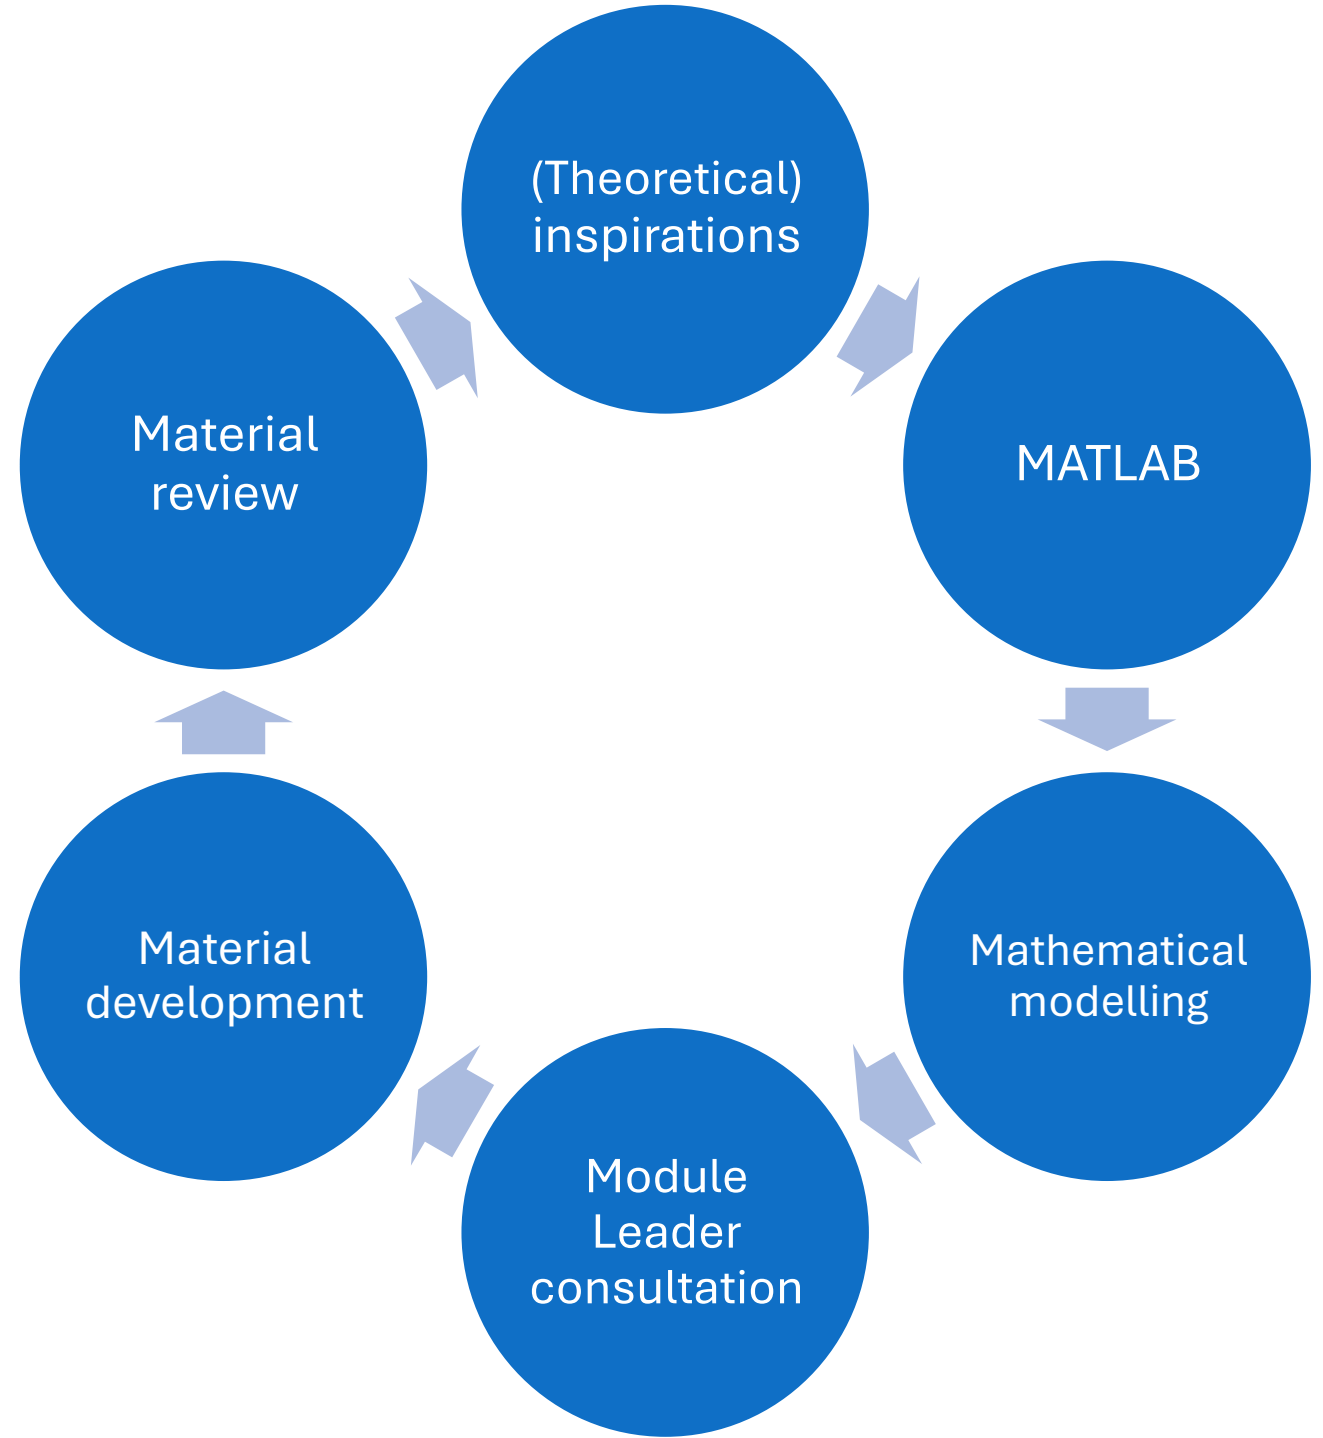 (Theoretical)
inspirations
MATLAB
Mathematical
modelling
Module
Leader
consultation
Material
development
Material
review